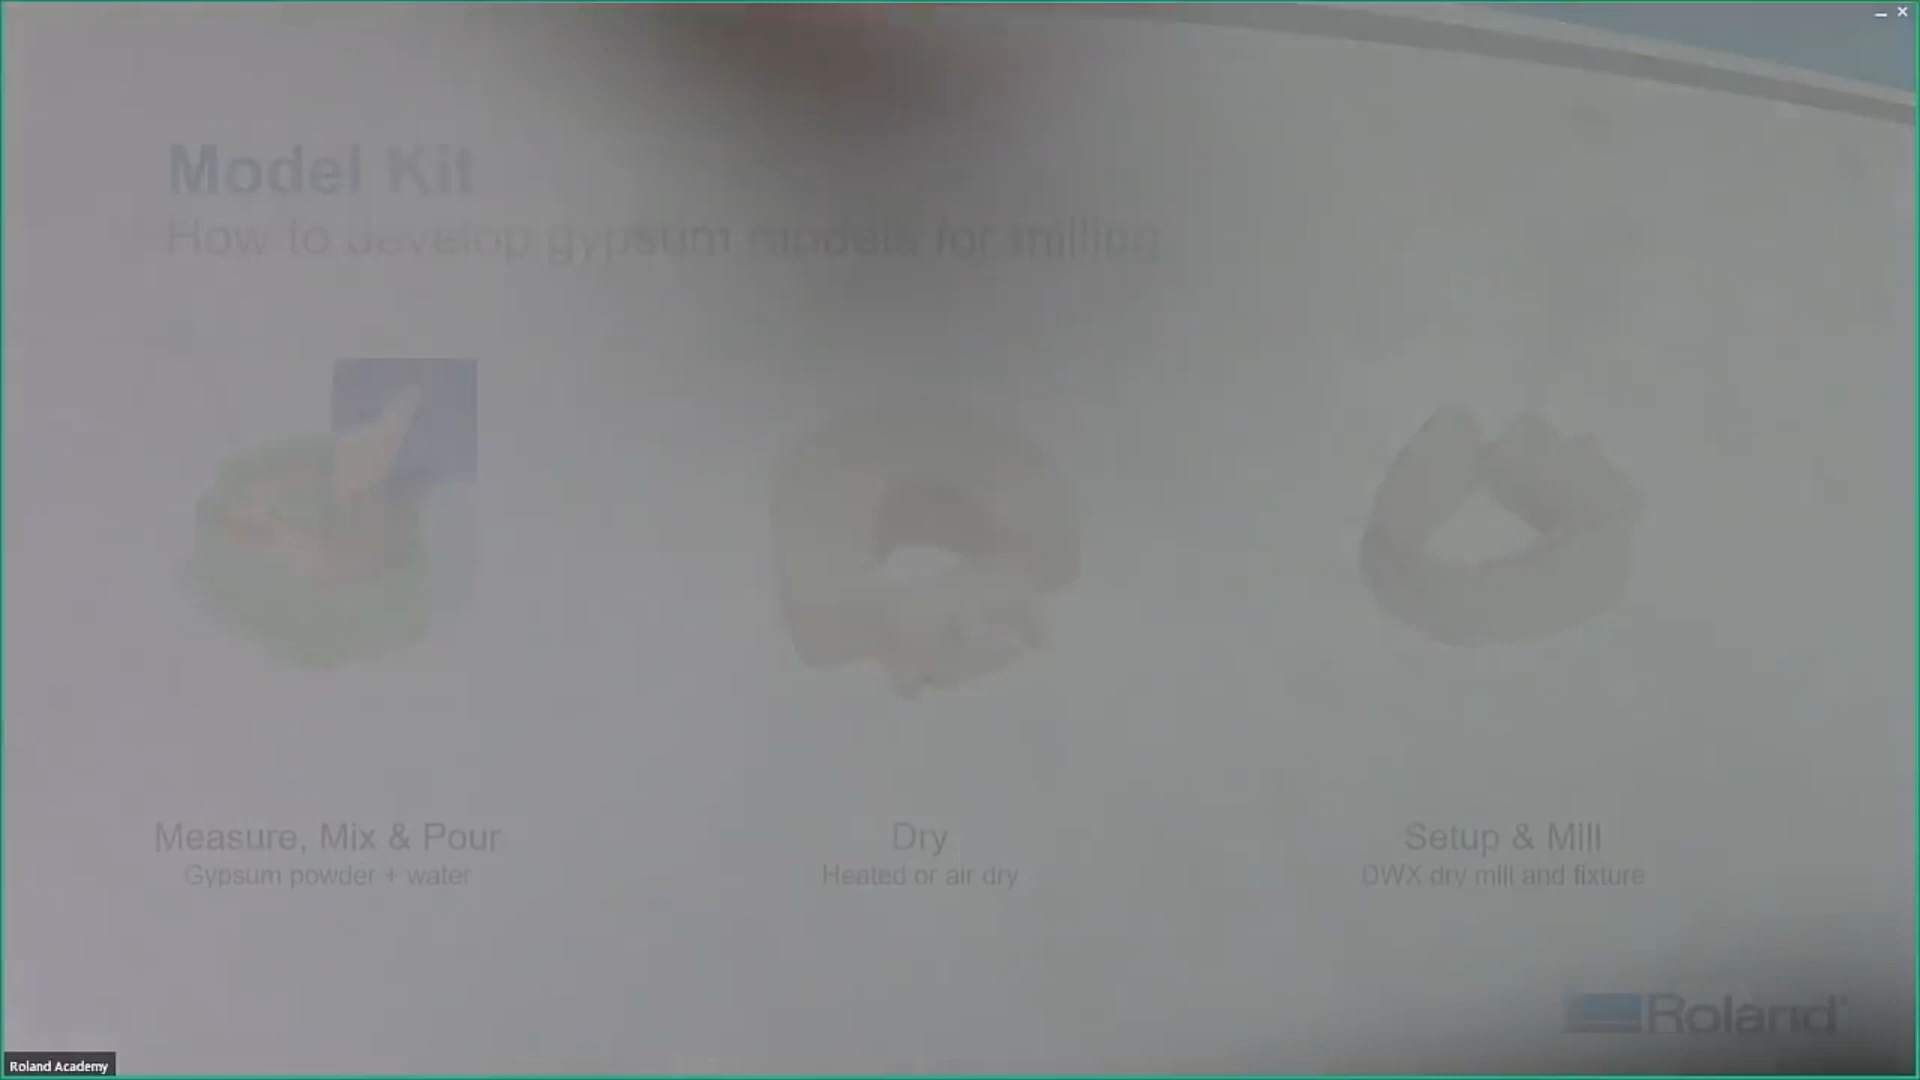 Model Kit
How to develop gypsum models for milling
Measure, Mix & Pour
Gypsum powder + water
Dry
Heated or air dry
Setup & Mill
DWX dry mill and fixture
Roland
Roland Academy